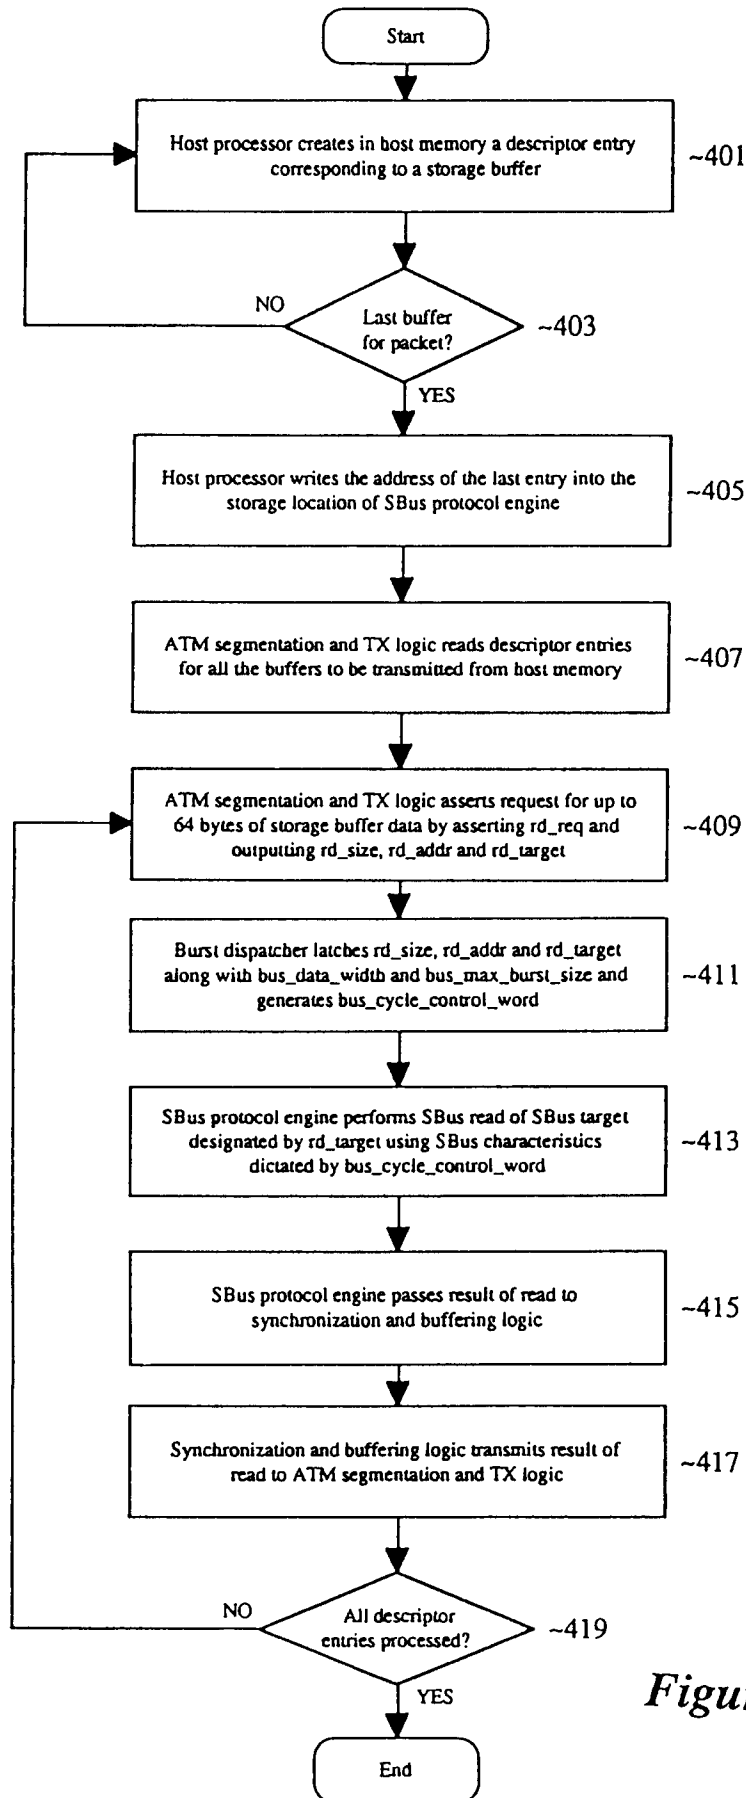 Start
Host processor creates in host memory a descriptor entry
corresponding to a storage buffer
~401
NO
Last buffer
for packet?
~403
YES
Host processor writes the address of the last entry into the
storage location of SBus protocol engine
~405
ATM segmentation and TX logic reads descriptor entries
for all the buffers to be transmitted from host memory
~407
ATM segmentation and TX logic asserts request for up to
64 bytes of storage buffer data by asserting rd_req and
outputting rd_size, rd_addr and rd_target
~409
Burst dispatcher latches rd_size, rd_addr and rd_target
along with bus_data_width and bus_max_burst_size and
generates bus_cycle_control_word
~411
SBus protocol engine performs SBus read of SBus target
designated by rd_target using SBus characteristics
dictated by bus_cycle_control_word
~413
SBus protocol engine passes result of read to
synchronization and buffering logic
~415
Synchronization and buffering logic transmits result of
read to ATM segmentation and TX logic
~417
NO
All descriptor
entries processed?
~419
YES
End